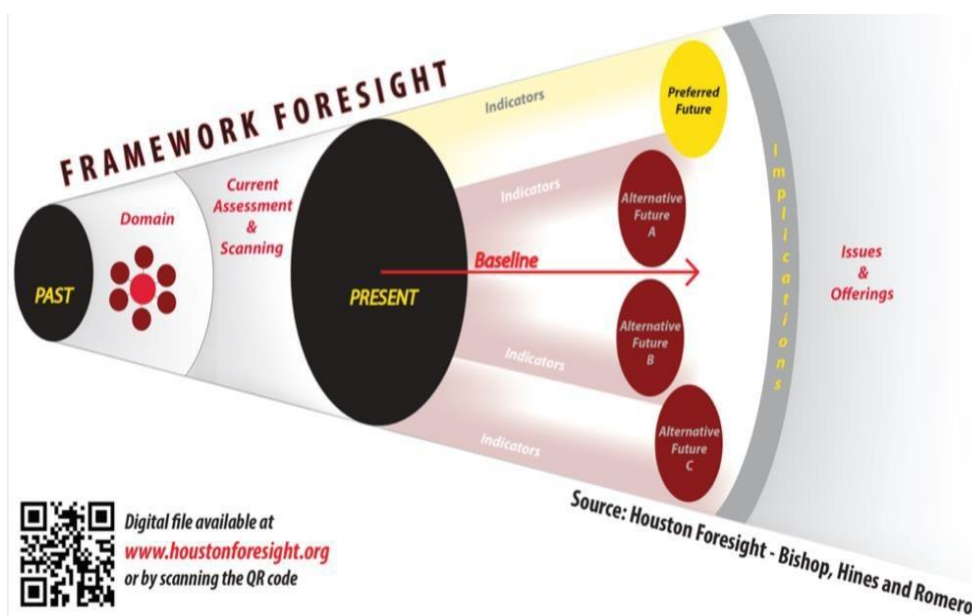 FRAMEWORK FORESIGHT
PAST
Domain
Current
Assessment
&
Scanning
PRESENT
Indicators
Preferred
Future
Indicators
Alternative
Future
A
Baseline
Indicators
Alternative
Future
B
Indicators
Alternative
Future
C
Implications
Issues
&
Offerings
Source: Houston Foresight - Bishop, Hines and Romero
Digital file available at
www.houstonforesight.org
or by scanning the QR code